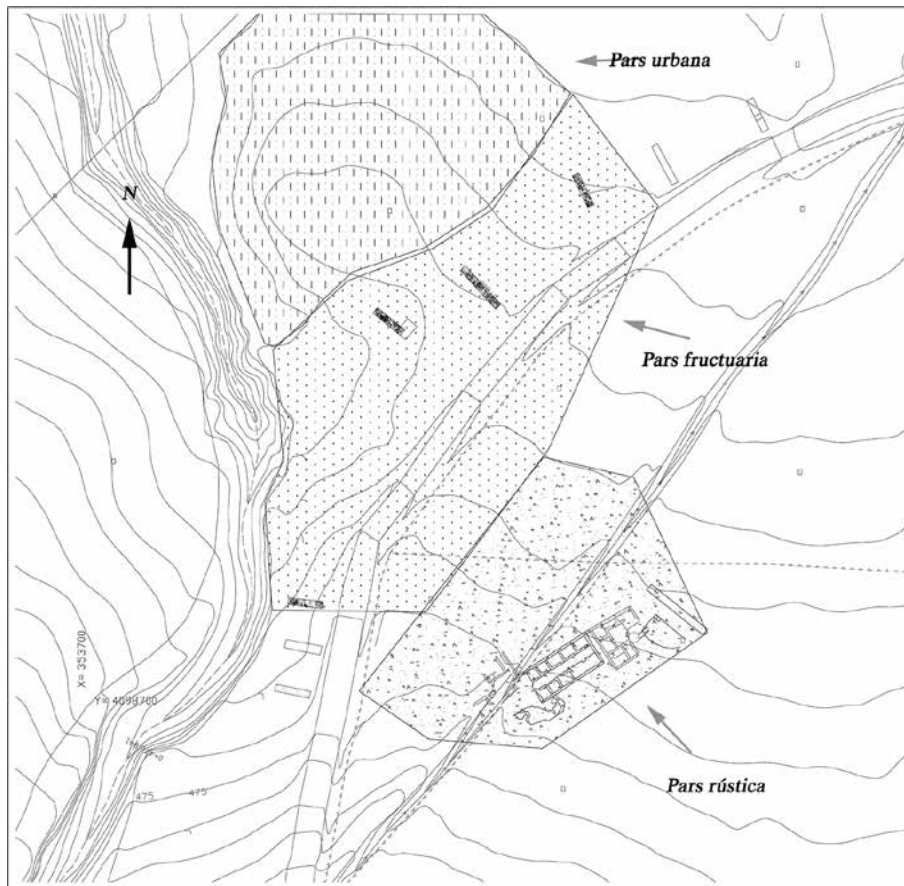 Pars urbana
N
Pars fructuaria
X= 353700
Y= 4098700
475
475
Pars rústica